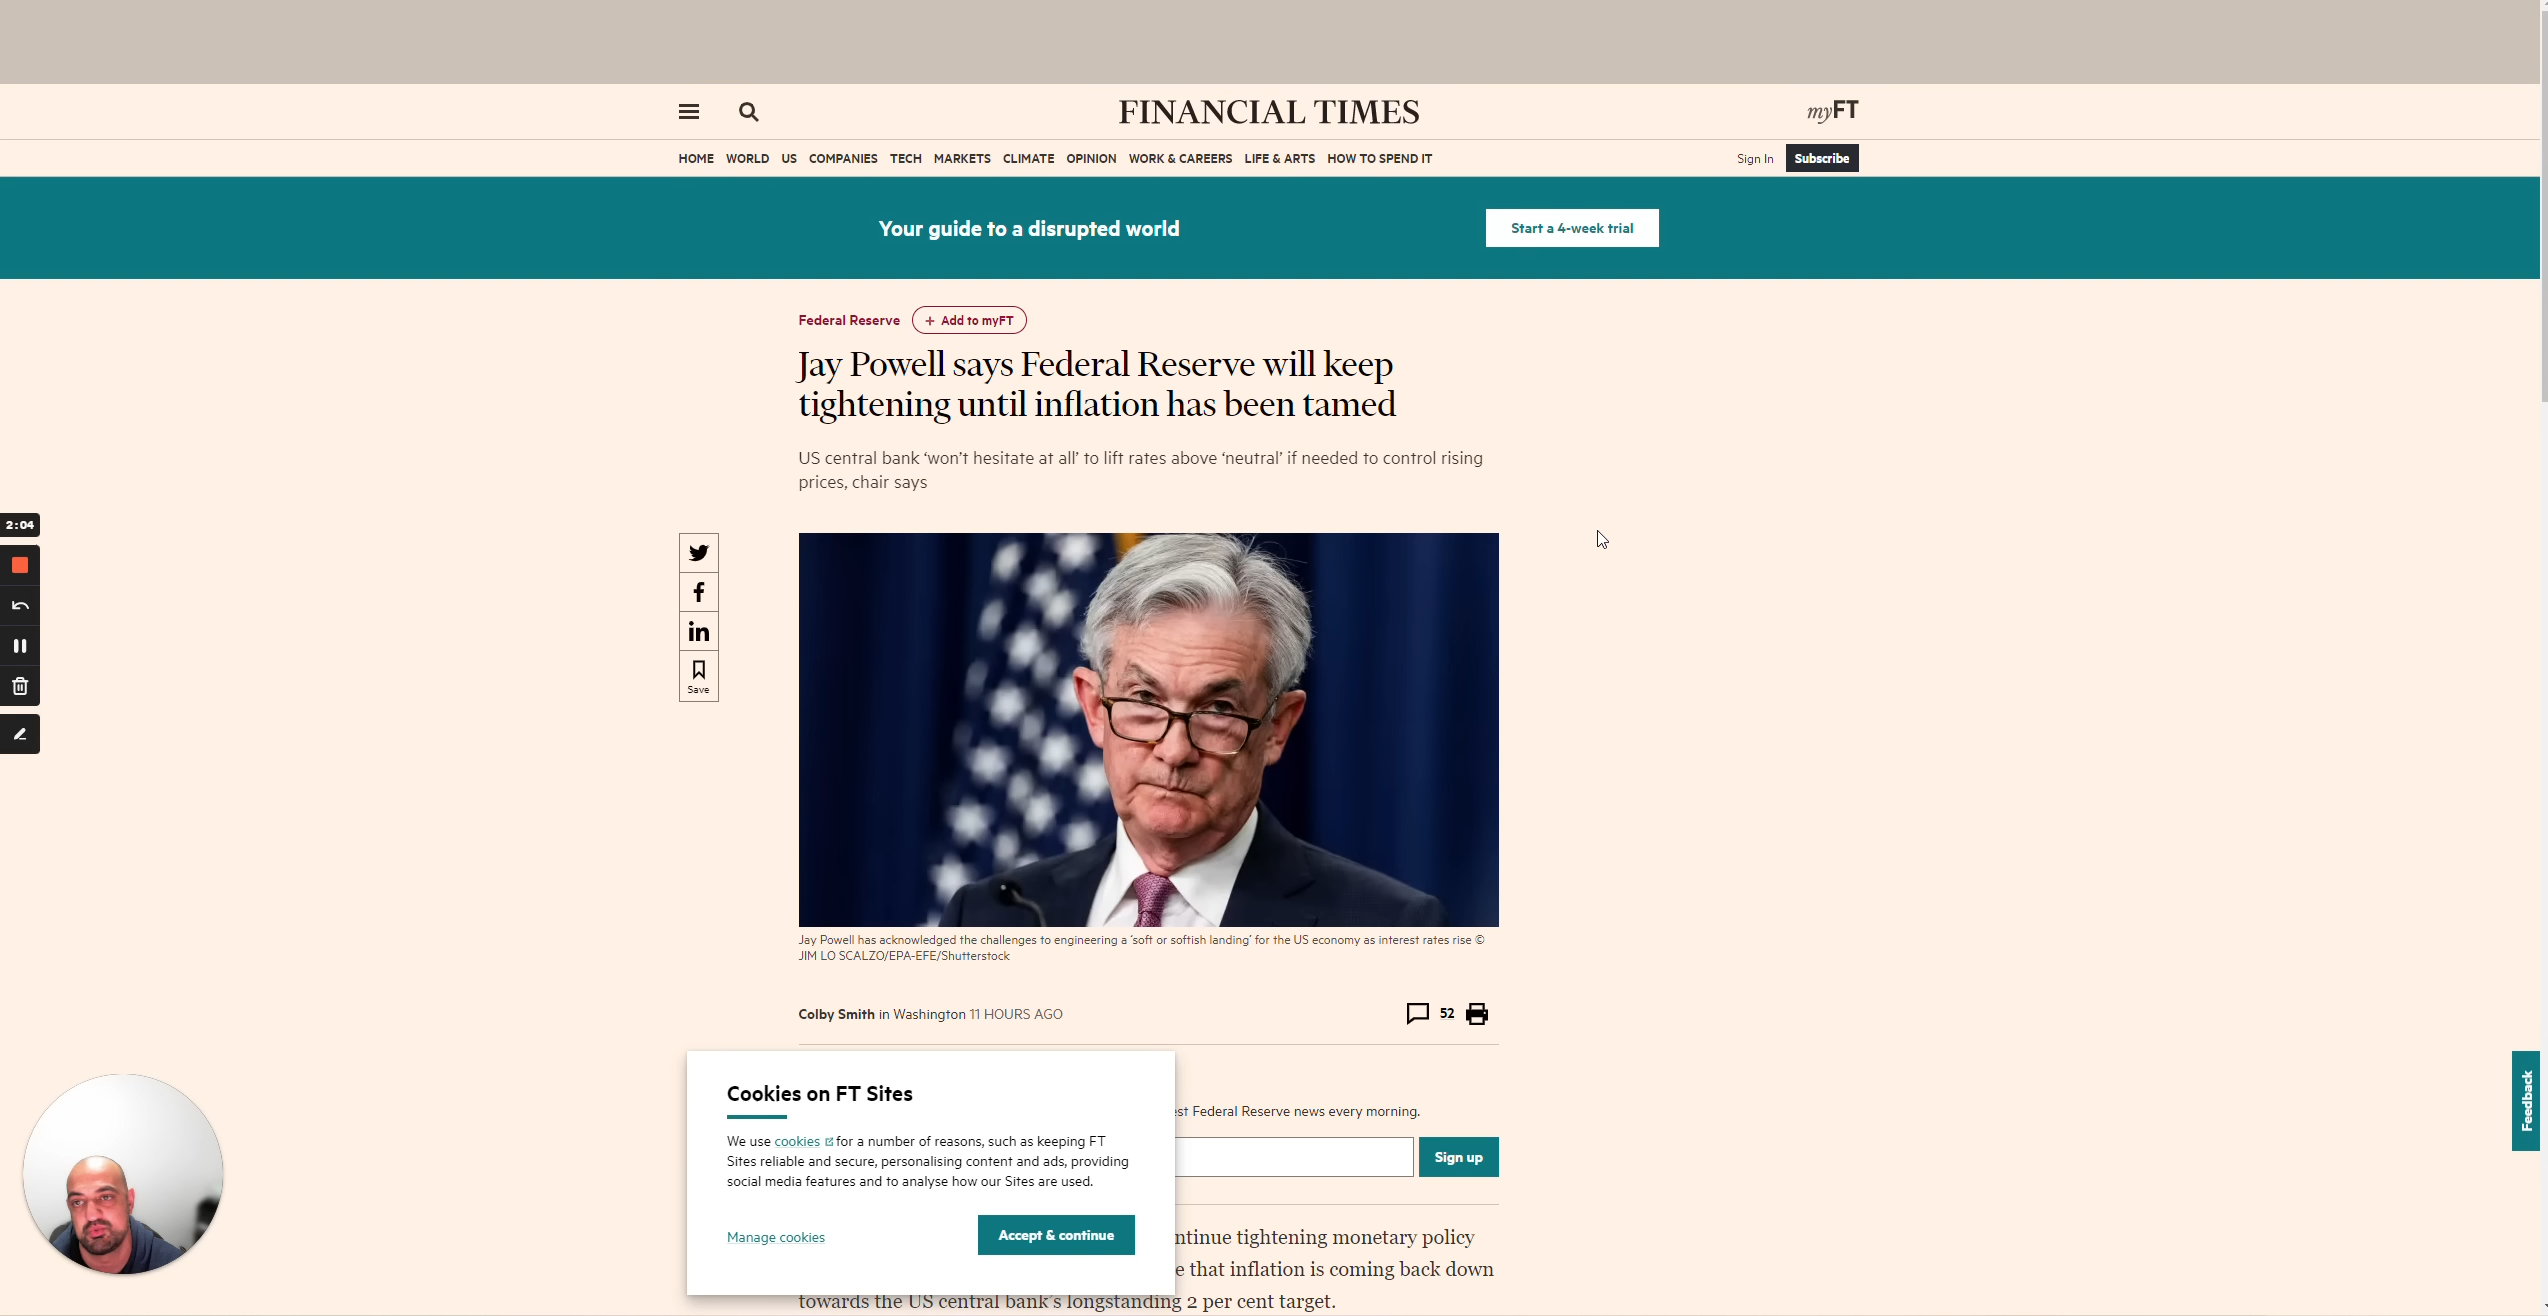 FINANCIAL TIMES
myFT
HOME WORLD US COMPANIES TECH MARKETS CLIMATE OPINION WORK & CAREERS LIFE & ARTS HOW TO SPEND IT
Sign In Subscribe
Your guide to a disrupted world
Start a 4-week trial
Federal Reserve + Add to myFT
Jay Powell says Federal Reserve will keep
tightening until inflation has been tamed
US central bank ‘won’t hesitate at all’ to lift rates above ‘neutral’ if needed to control rising
prices, chair says
2:04
Save
Jay Powell has acknowledged the challenges to engineering a ‘soft or softish landing’ for the US economy as interest rates rise ©
JIM LO SCALZO/EPA-EFE/Shutterstock
Colby Smith in Washington 11 HOURS AGO
52
Cookies on FT Sites
We use cookies for a number of reasons, such as keeping FT
Sites reliable and secure, personalising content and ads, providing
social media features and to analyse how our Sites are used.
Manage cookies
Accept & continue
est Federal Reserve news every morning.
Sign up
ntinue tightening monetary policy
e that inflation is coming back down
towards the US central bank’s longstanding 2 per cent target.
Feedback